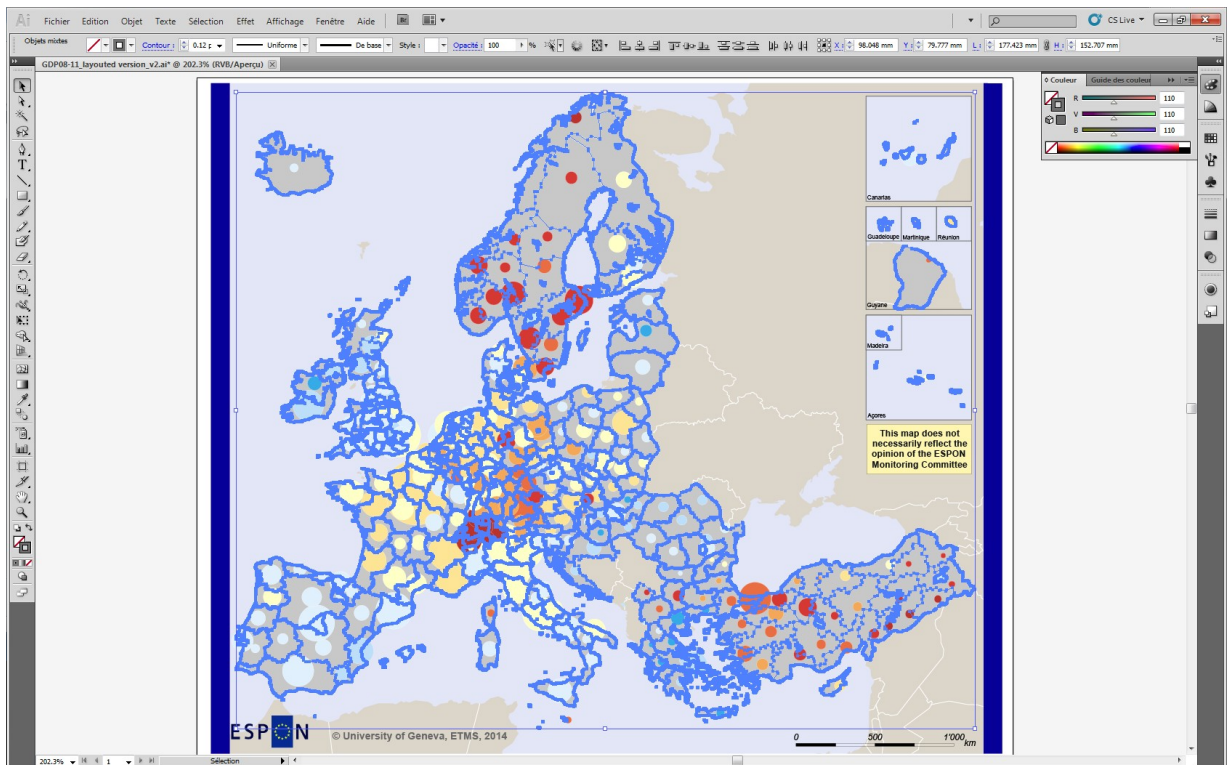 Ai Fichier Edition Objet Texte Sélection Effet Affichage Fenêtre Aide Br CS Live
Objets mixtes Contour : 0.12 p Uniforme De base Style : Opacité : 100 % X : 98.048 mm Y : 79.777 mm L : 177.423 mm H : 152.707 mm
GDP08-11_layouted version_v2.ai* @ 202.3% (RVB/Aperçu)
Couleur Guide des couleur
R 110
V 110
B 110
Canarias
Guadeloupe Martinique Réunion
Guyane
Madeira
Açores
This map does not
necessarily reflect the
opinion of the ESPON
Monitoring Committee
ESPON © University of Geneva, ETMS, 2014
0 500 1'000 km
202.3% 1 Sélection